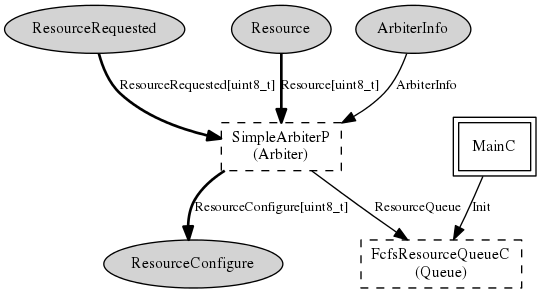 ResourceRequested
Resource
ArbiterInfo
ResourceRequested[uint8_t]
Resource[uint8_t]
ArbiterInfo
SimpleArbiterP
(Arbiter)
MainC
ResourceConfigure[uint8_t]
ResourceQueue
Init
ResourceConfigure
FcfsResourceQueueC
(Queue)